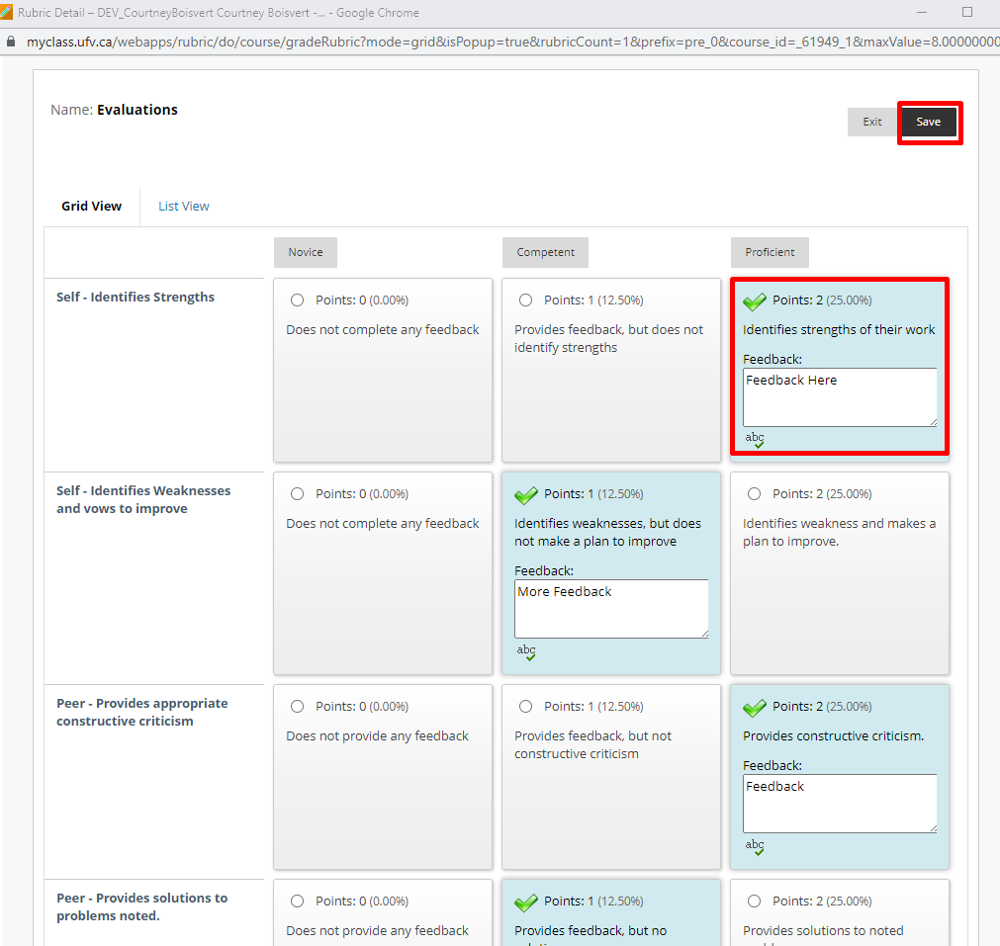 Rubric Detail – DEV_CourtneyBoisvert Courtney Boisvert -... - Google Chrome
myclass.ufv.ca/webapps/rubric/do/course/gradeRubric?mode=grid&isPopup=true&rubricCount=1&prefix=pre_0&course_id=_61949_1&maxValue=8.00000000
Name: Evaluations
Exit
Save
Grid View
List View
Novice
Competent
Proficient
Self - Identifies Strengths
Points: 0 (0.00%)
Does not complete any feedback
Points: 1 (12.50%)
Provides feedback, but does not
identify strengths
Points: 2 (25.00%)
Identifies strengths of their work
Feedback:
Feedback Here
abc
Self - Identifies Weaknesses
and vows to improve
Points: 0 (0.00%)
Does not complete any feedback
Points: 1 (12.50%)
Identifies weaknesses, but does
not make a plan to improve
Feedback:
More Feedback
abc
Points: 2 (25.00%)
Identifies weakness and makes a
plan to improve.
Peer - Provides appropriate
constructive criticism
Points: 0 (0.00%)
Does not provide any feedback
Points: 1 (12.50%)
Provides feedback, but not
constructive criticism
Points: 2 (25.00%)
Provides constructive criticism.
Feedback:
Feedback
abc
Peer - Provides solutions to
problems noted.
Points: 0 (0.00%)
Does not provide any feedback
Points: 1 (12.50%)
Provides feedback, but no
Points: 2 (25.00%)
Provides solutions to noted